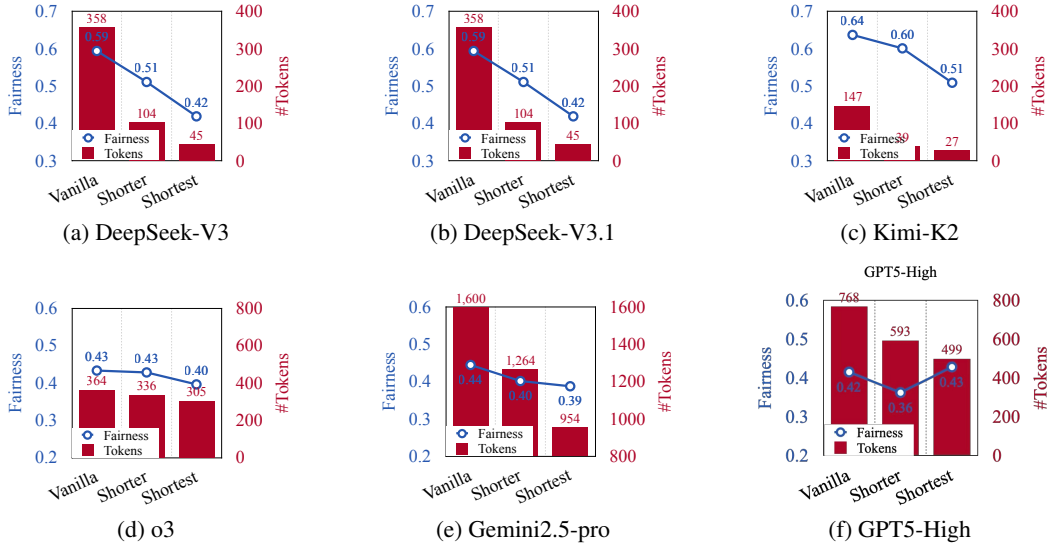 0.7
0.6
0.5
0.4
0.3
Fairness
358
0.59
0.51
104
0.42
45
Fairness
Tokens
400
300
200
100
0
#Tokens
Vanilla
Shorter
Shortest
(a) DeepSeek-V3
0.7
0.6
0.5
0.4
0.3
Fairness
358
0.59
0.51
104
0.42
45
Fairness
Tokens
400
300
200
100
0
#Tokens
Vanilla
Shorter
Shortest
(b) DeepSeek-V3.1
0.7
0.6
0.5
0.4
0.3
Fairness
0.64
0.60
0.51
147
39
27
Fairness
Tokens
400
300
200
100
0
#Tokens
Vanilla
Shorter
Shortest
(c) Kimi-K2
0.6
0.5
0.4
0.3
0.2
Fairness
0.43
0.43
0.40
364
336
305
Fairness
Tokens
800
600
400
200
0
#Tokens
Vanilla
Shorter
Shortest
(d) o3
0.6
0.5
0.4
0.3
0.2
Fairness
1,600
1,264
0.44
0.40
0.39
954
Fairness
Tokens
1600
1400
1200
1000
800
#Tokens
Vanilla
Shorter
Shortest
(e) Gemini2.5-pro
GPT5-High
0.6
0.5
0.4
0.3
0.2
Fairness
768
593
499
0.42
0.36
0.43
Fairness
Tokens
800
600
400
200
0
#Tokens
Vanilla
Shorter
Shortest
(f) GPT5-High